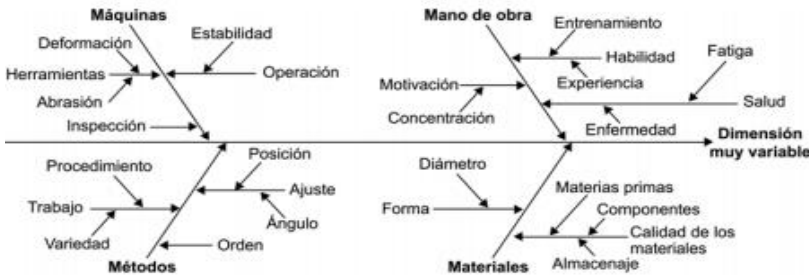 Máquinas
Mano de obra
Deformación
Estabilidad
Entrenamiento
Fatiga
Herramientas
Operación
Habilidad
Motivación
Experiencia
Abrasión
Concentración
Salud
Inspección
Enfermedad
Dimensión
muy variable
Procedimiento
Posición
Diámetro
Materias primas
Ajuste
Trabajo
Forma
Componentes
Ángulo
Calidad de los
materiales
Variedad
Orden
Almacenaje
Métodos
Materiales